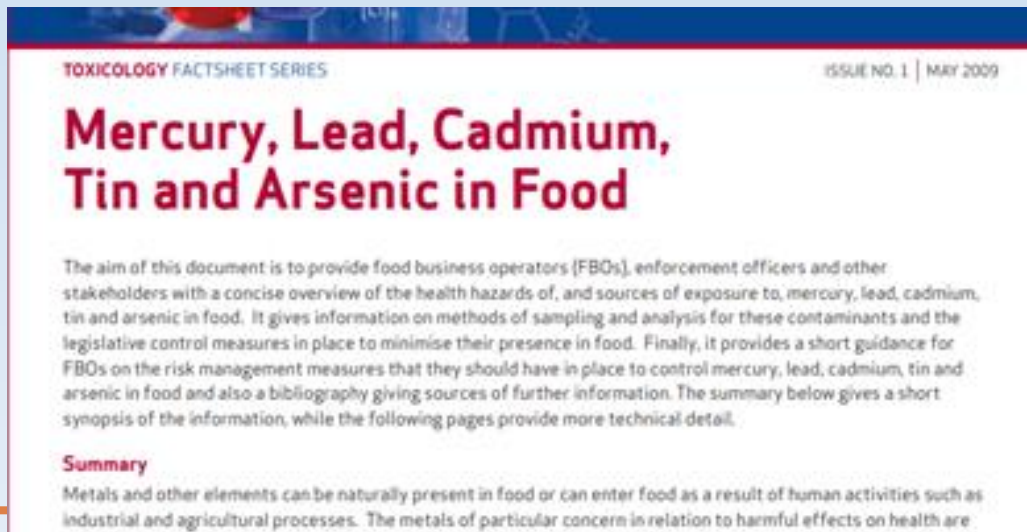 TOXICOLOGY FACTSHEET SERIES
ISSUE NO. 1 | MAY 2009
Mercury, Lead, Cadmium,
Tin and Arsenic in Food
The aim of this document is to provide food business operators (FBOs), enforcement officers and other
stakeholders with a concise overview of the health hazards of, and sources of exposure to, mercury, lead, cadmium,
tin and arsenic in food. It gives information on methods of sampling and analysis for these contaminants and the
legislative control measures in place to minimise their presence in food. Finally, it provides a short guidance for
FBOs on the risk management measures that they should have in place to control mercury, lead, cadmium, tin and
arsenic in food and also a bibliography giving sources of further information. The summary below gives a short
synopsis of the information, while the following pages provide more technical detail.
Summary
Metals and other elements can be naturally present in food or can enter food as a result of human activities such as
industrial and agricultural processes. The metals of particular concern in relation to harmful effects on health are